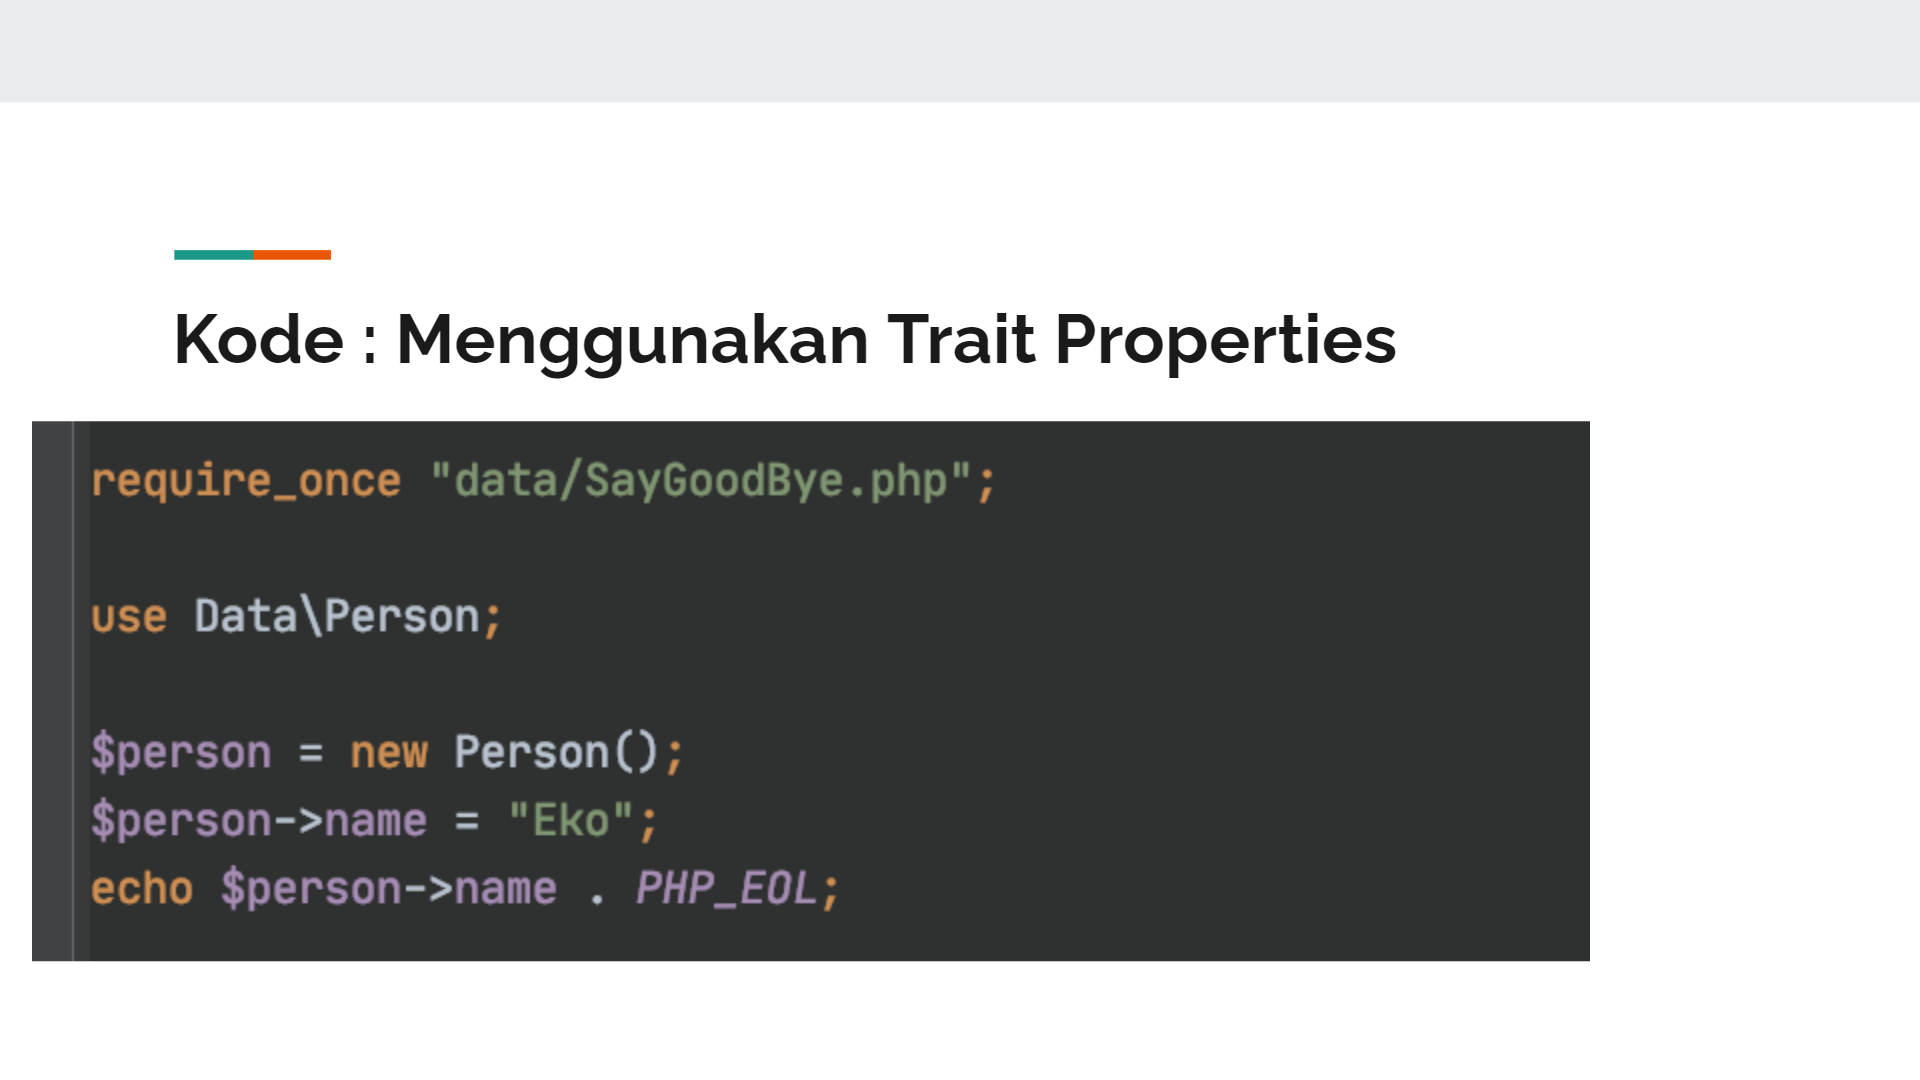 Kode : Menggunakan Trait Properties
require_once "data/SayGoodBye.php";
use Data\Person;
$person = new Person();
$person->name = "Eko";
echo $person->name . PHP_EOL;